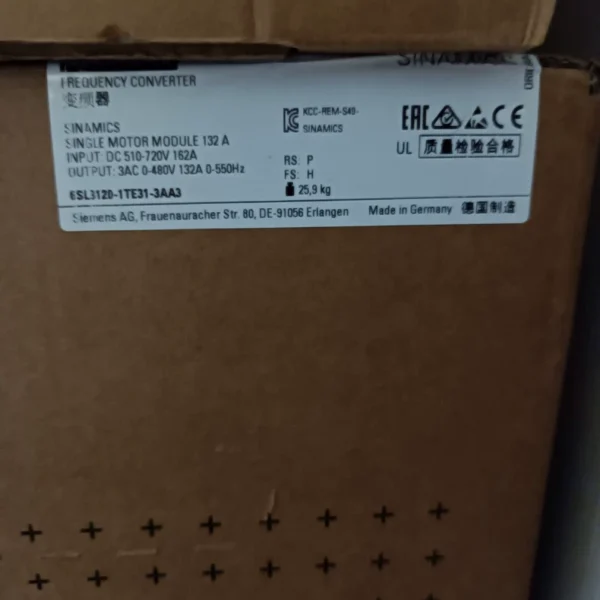 FREQUENCY CONVERTER
变频器
SINAMICS
SINGLE MOTOR MODULE 132 A
INPUT: DC 510-720V 162A
OUTPUT: 3AC 0-480V 132A 0-550Hz
6SL3120-1TE31-3AA3
KCC-REM-S49-
SINAMICS
RS: P
FS: H
25,9 kg
SINAMICS
EAC CE
UL 质量检验合格
Siemens AG, Frauenauracher Str. 80, DE-91056 Erlangen Made in Germany 德国制造